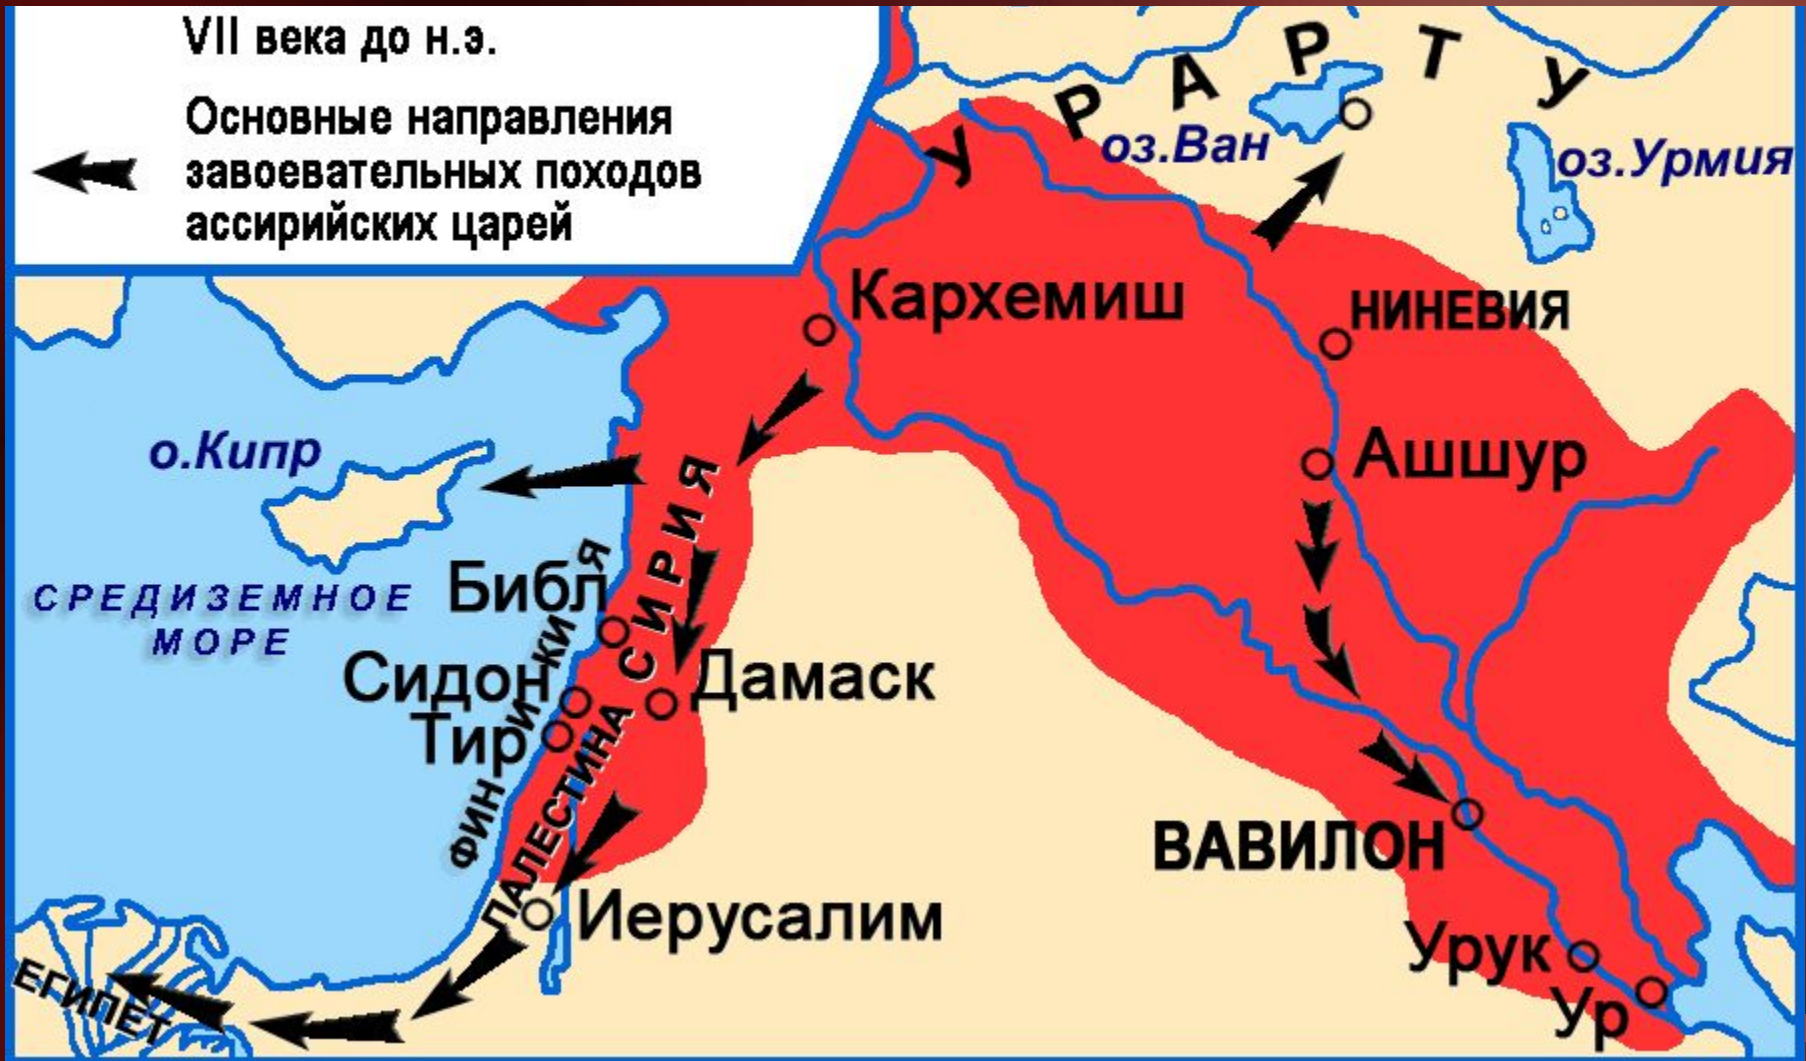 VII века до н.э.
Основные направления
завоевательных походов
ассирийских царей
УРАРТУ
оз.Ван
оз.Урмия
Кархемиш
НИНЕВИЯ
Ашшур
о.Кипр
СРЕДИЗЕМНОЕ
МОРЕ
Библ
Сидон
Тир
ФИНИКИЯ
СИРИЯ
Дамаск
ПАЛЕСТИНА
Иерусалим
ЕГИПЕТ
ВАВИЛОН
Урук
Ур